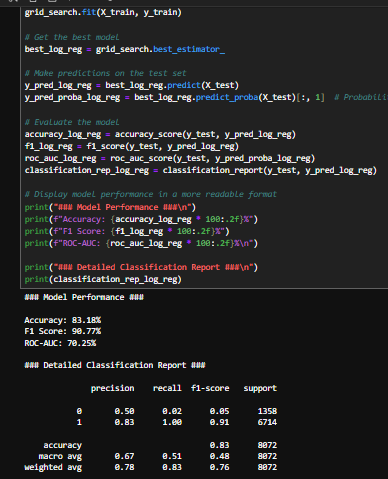 grid_search.fit(X_train, y_train)
# Get the best model
best_log_reg = grid_search.best_estimator_
# Make predictions on the test set
y_pred_log_reg = best_log_reg.predict(X_test)
y_pred_proba_log_reg = best_log_reg.predict_proba(X_test)[:, 1]  # Probabili
# Evaluate the model
accuracy_log_reg = accuracy_score(y_test, y_pred_log_reg)
f1_log_reg = f1_score(y_test, y_pred_log_reg)
roc_auc_log_reg = roc_auc_score(y_test, y_pred_proba_log_reg)
classification_rep_log_reg = classification_report(y_test, y_pred_log_reg)
# Display model performance in a more readable format
print("### Model Performance ###\n")
print(f"Accuracy: {accuracy_log_reg * 100:.2f}%")
print(f"F1 Score: {f1_log_reg * 100:.2f}%")
print(f"ROC-AUC: {roc_auc_log_reg * 100:.2f}%\n")
print("### Detailed Classification Report ###\n")
print(classification_rep_log_reg)
### Model Performance ###
Accuracy: 83.18%
F1 Score: 90.77%
ROC-AUC: 70.25%
### Detailed Classification Report ###
precision recall f1-score support
0 0.50 0.02 0.05 1358
1 0.83 1.00 0.91 6714
accuracy 0.83 8072
macro avg 0.67 0.51 0.48 8072
weighted avg 0.78 0.83 0.76 8072